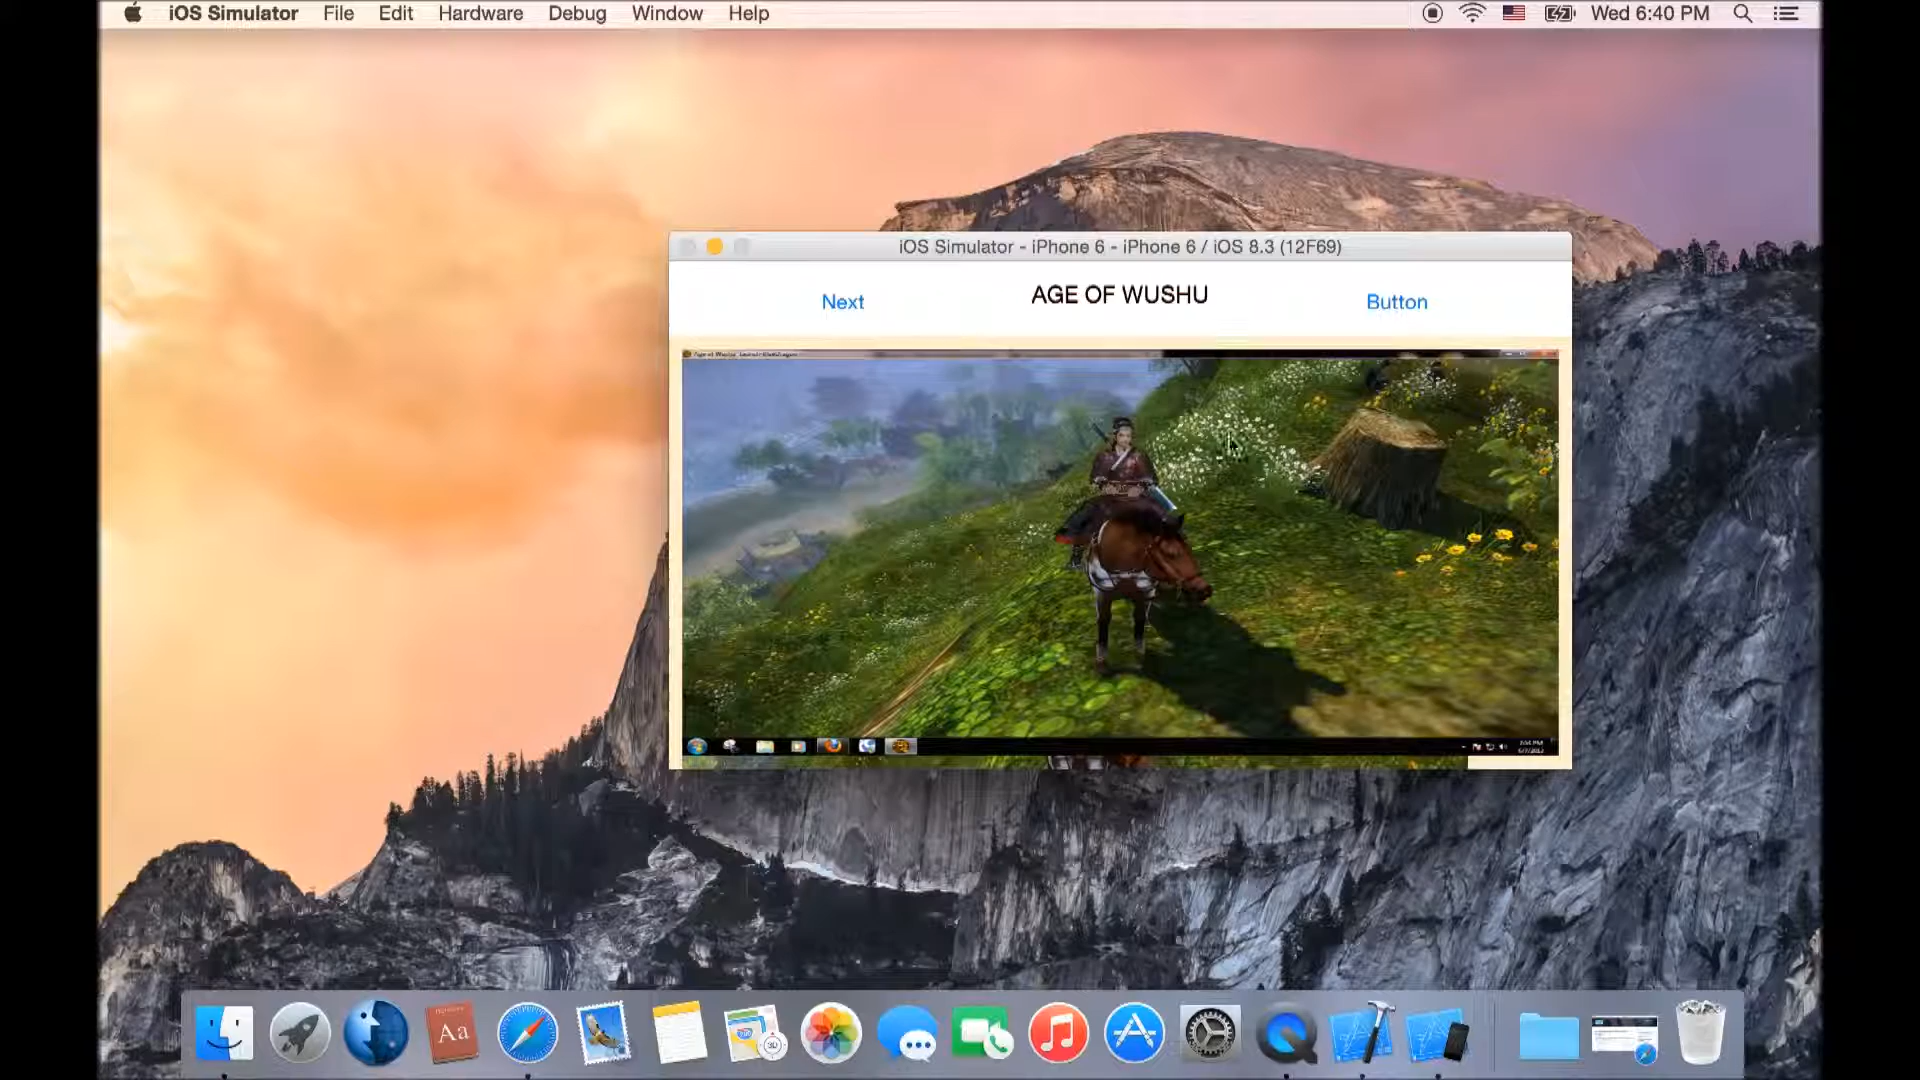 iOS Simulator File Edit Hardware Debug Window Help Wed 6:40 PM
iOS Simulator - iPhone 6 - iPhone 6 / iOS 8.3 (12F69)
Next AGE OF WUSHU Button
Aa